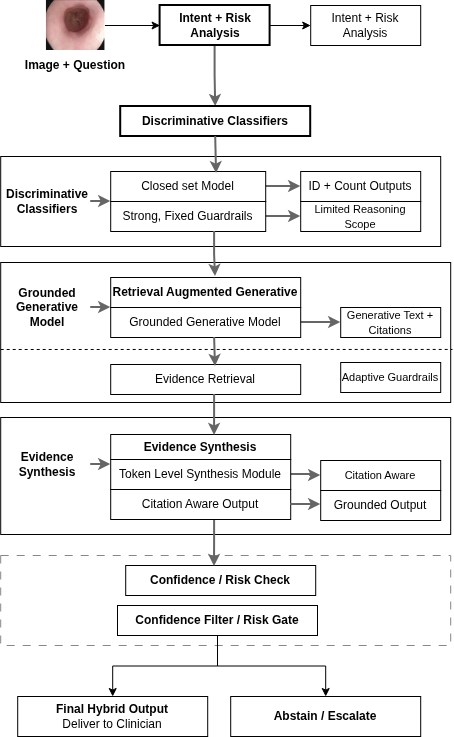 Image + Question
Intent + Risk
Analysis
Intent + Risk
Analysis
Discriminative Classifiers
Discriminative
Classifiers
Closed set Model
Strong, Fixed Guardrails
ID + Count Outputs
Limited Reasoning
Scope
Grounded
Generative
Model
Retrieval Augmented Generative
Grounded Generative Model
Generative Text +
Citations
Evidence Retrieval
Adaptive Guardrails
Evidence
Synthesis
Evidence Synthesis
Token Level Synthesis Module
Citation Aware Output
Citation Aware
Grounded Output
Confidence / Risk Check
Confidence Filter / Risk Gate
Final Hybrid Output
Deliver to Clinician
Abstain / Escalate